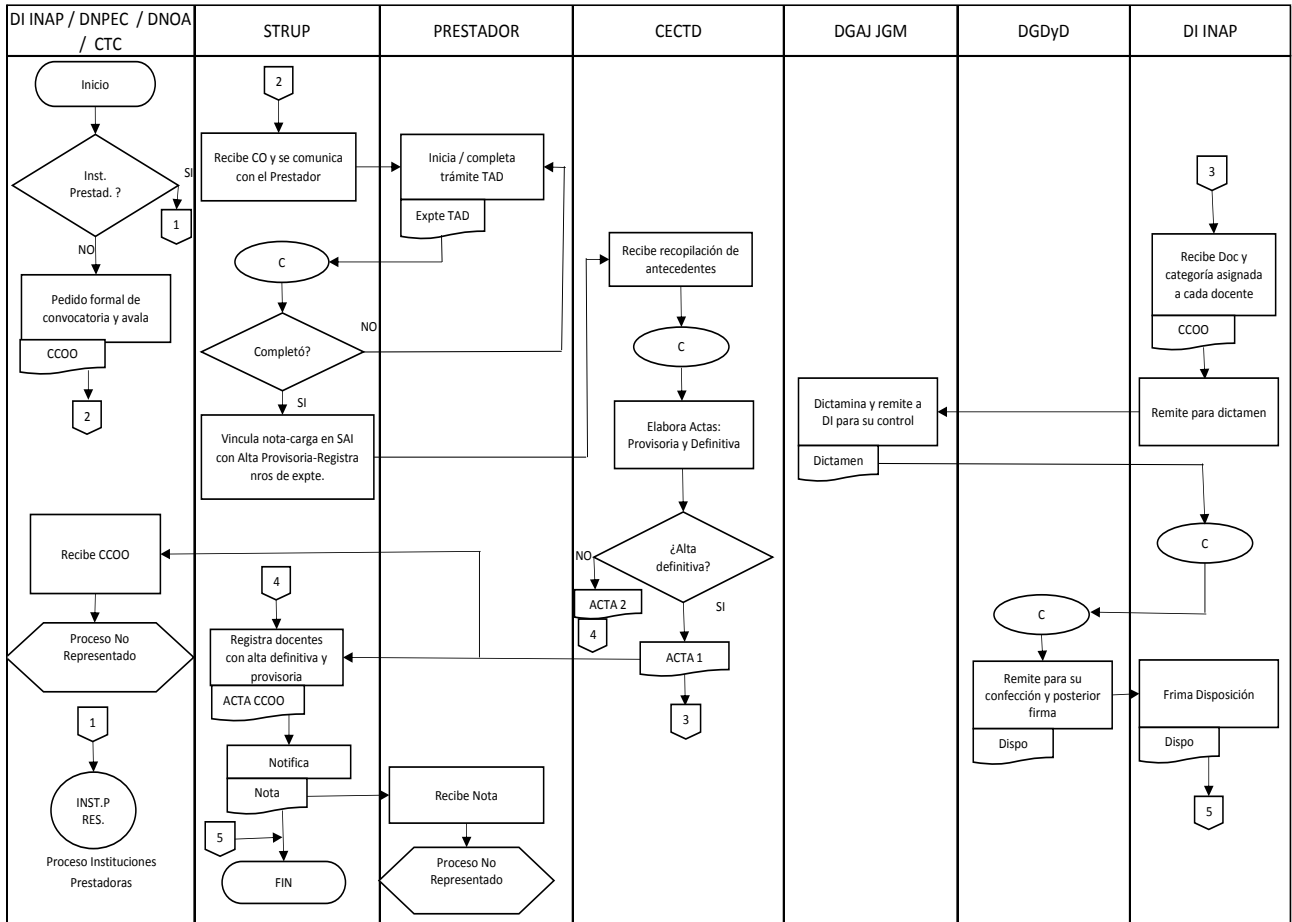 DI INAP / DNPEC / DNOA
/ CTC
STRUP
PRESTADOR
CECTD
DGAJ JGM
DGDyD
DI INAP
Inicio
Inst.
Prestad. ?
SI
1
NO
Pedido formal de
convocatoria y avala
CCOO
2
Recibe CCOO
Proceso No
Representado
1
INST.P
RES.
Proceso Instituciones
Prestadoras
2
Recibe CO y se comunica
con el Prestador
C
Completó?
NO
SI
Vincula nota-carga en SAI
con Alta Provisoria-Registra
nros de expte.
4
Registra docentes
con alta definitiva y
provisoria
ACTA CCOO
Notifica
Nota
5
FIN
Inicia / completa
trámite TAD
Expte TAD
Recibe Nota
Proceso No
Representado
Recibe recopilación de
antecedentes
C
Elabora Actas:
Provisoria y Definitiva
¿Alta
definitiva?
NO
ACTA 2
4
SI
ACTA 1
3
Dictamina y remite a
DI para su control
Dictamen
C
Remite para su
confección y posterior
firma
Dispo
3
Recibe Doc y
categoría asignada
a cada docente
CCOO
Remite para dictamen
C
Frima Disposición
Dispo
5